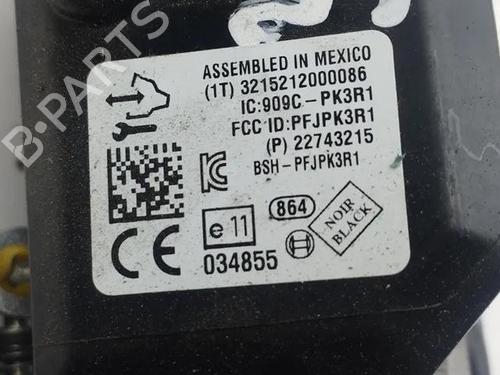 ASSEMBLED IN MEXICO
(1T) 3215212000086
IC:909C-PK3R1
FCC ID:PFJPK3R1
(P) 22743215
BSH-PFJPK3R1
864
NOIR
BLACK
e 11
034855
CE
B-PARTS